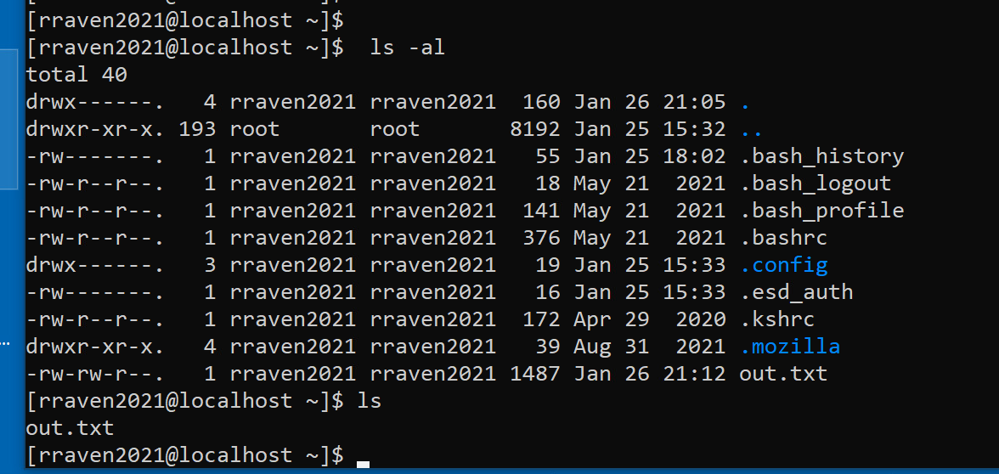 [rraven2021@localhost ~]$
[rraven2021@localhost ~]$  ls -al
total 40
drwx------.   4 rraven2021 rraven2021  160 Jan 26 21:05 .
drwxr-xr-x. 193 root       root       8192 Jan 25 15:32 ..
-rw-------.   1 rraven2021 rraven2021   55 Jan 25 18:02 .bash_history
-rw-r--r--.   1 rraven2021 rraven2021   18 May 21  2021 .bash_logout
-rw-r--r--.   1 rraven2021 rraven2021  141 May 21  2021 .bash_profile
-rw-r--r--.   1 rraven2021 rraven2021  376 May 21  2021 .bashrc
drwx------.   3 rraven2021 rraven2021   19 Jan 25 15:33 .config
-rw-------.   1 rraven2021 rraven2021   16 Jan 25 15:33 .esd_auth
-rw-r--r--.   1 rraven2021 rraven2021  172 Apr 29  2020 .kshrc
drwxr-xr-x.   4 rraven2021 rraven2021   39 Aug 31  2021 .mozilla
-rw-rw-r--.   1 rraven2021 rraven2021 1487 Jan 26 21:12 out.txt
[rraven2021@localhost ~]$ ls
out.txt
[rraven2021@localhost ~]$